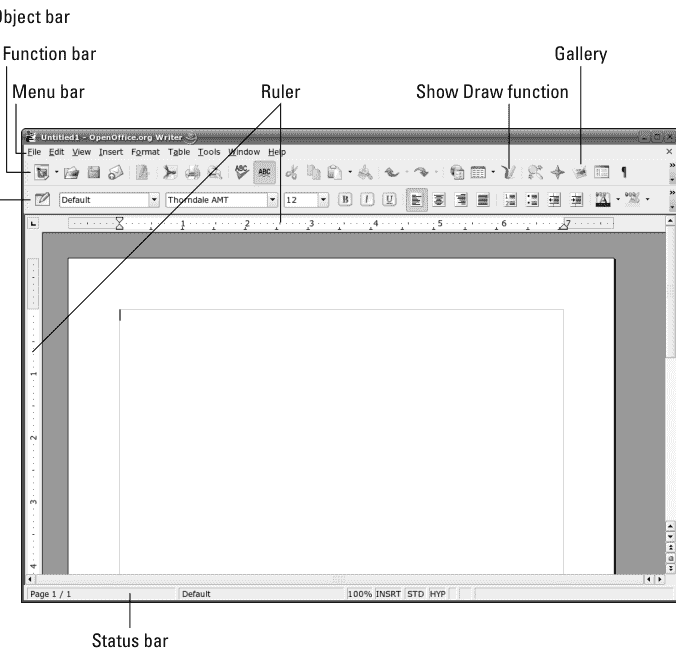 Object bar
Function bar
Gallery
Menu bar
Ruler
Show Draw function
Untitled1 - OpenOffice.org Writer
File Edit View Insert Format Table Tools Window Help
ABC
ABC
Default
Thorndale AMT
12
B I U
1 2 3 4 5 6 7
1
2
3
4
Page 1 / 1
Default
100%
INSRT
STD
HYP
Status bar